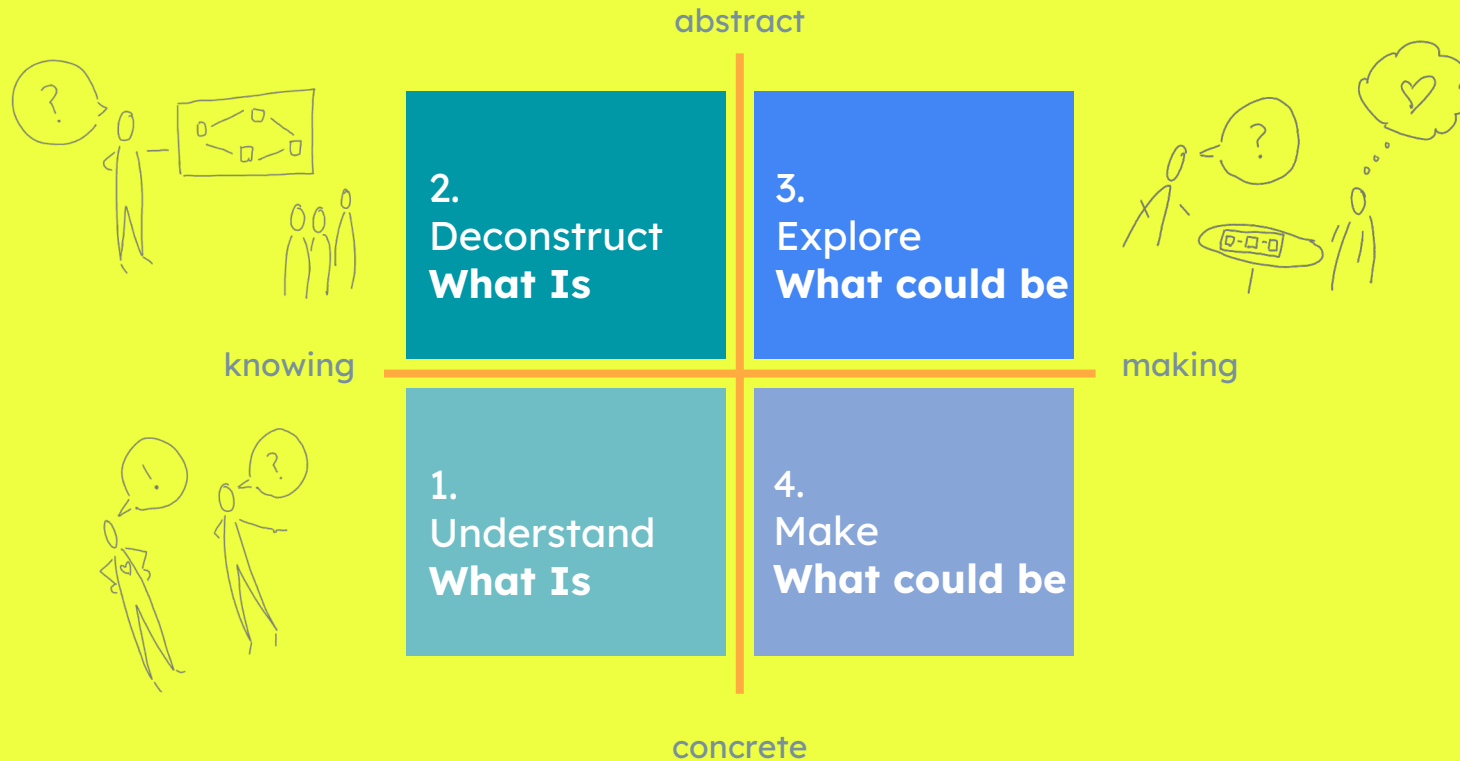 abstract
?
?
2.
Deconstruct
What Is
3.
Explore
What could be
knowing
making
!
?
1.
Understand
What Is
4.
Make
What could be
concrete